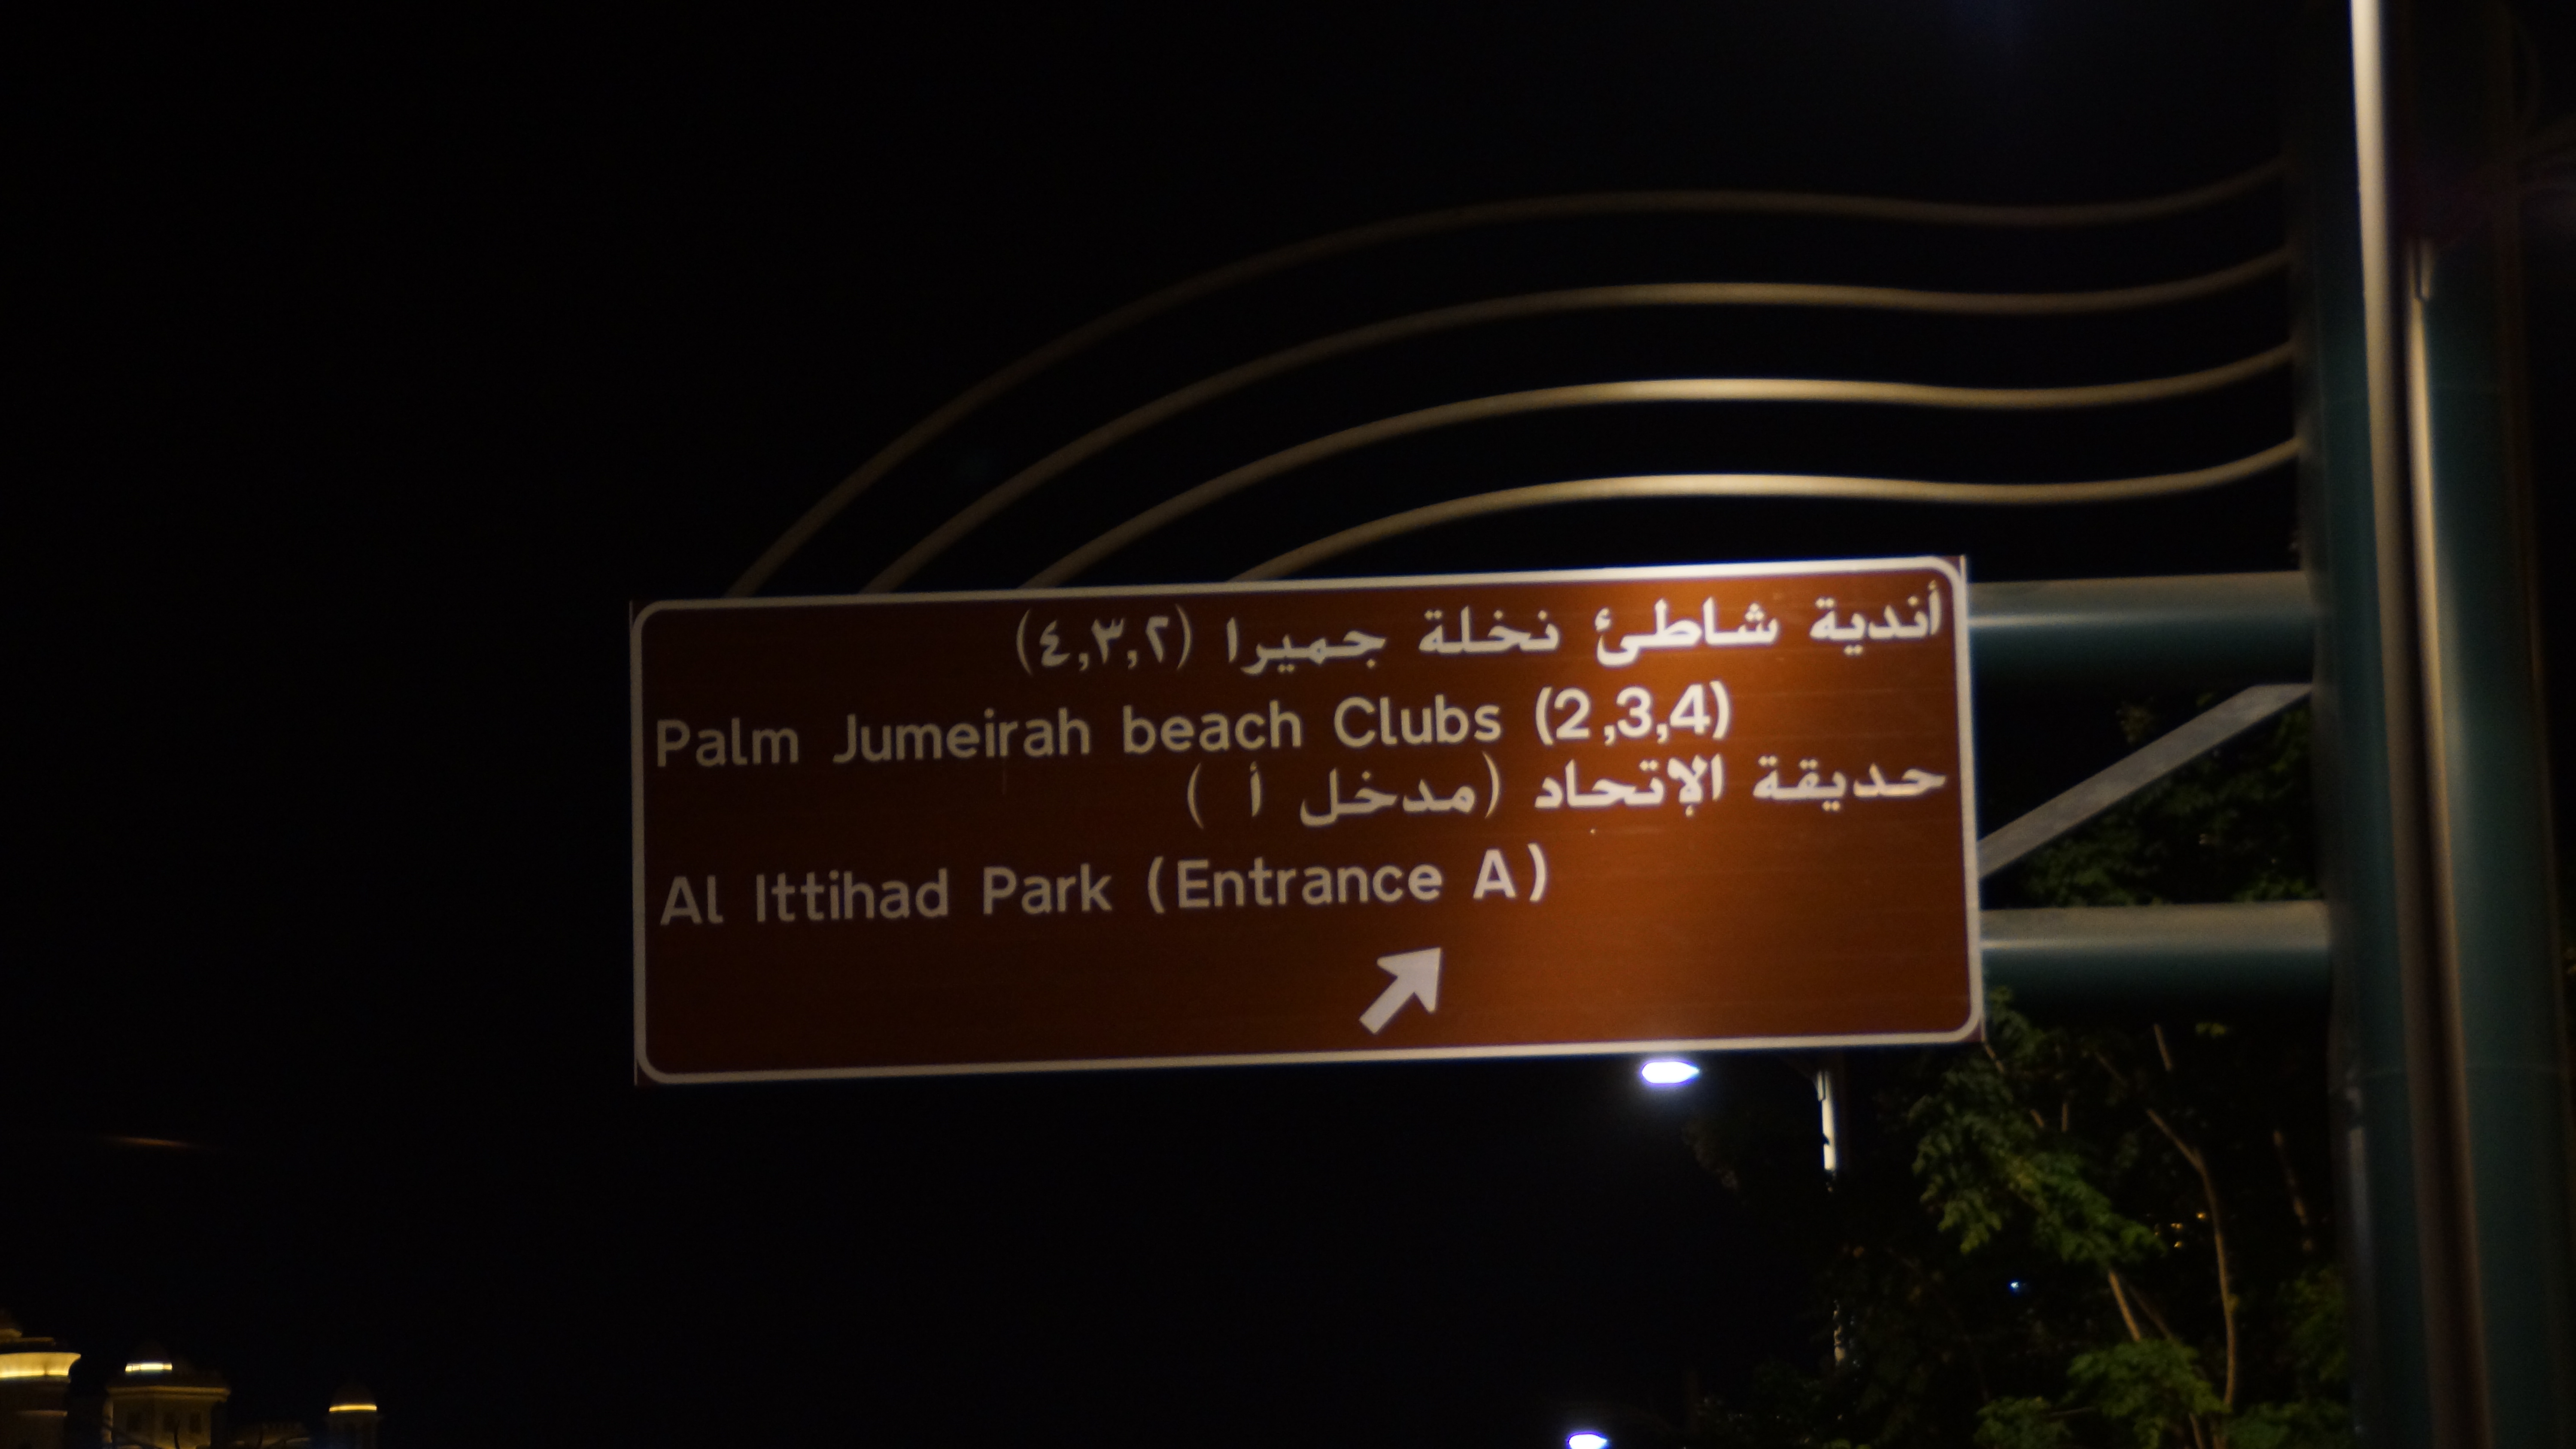 أندية شاطئ نخلة جميرا (٢,٣,٤)
Palm Jumeirah beach Clubs (2,3,4)
حديقة الإتحاد (مدخل أ )
Al Ittihad Park (Entrance A)